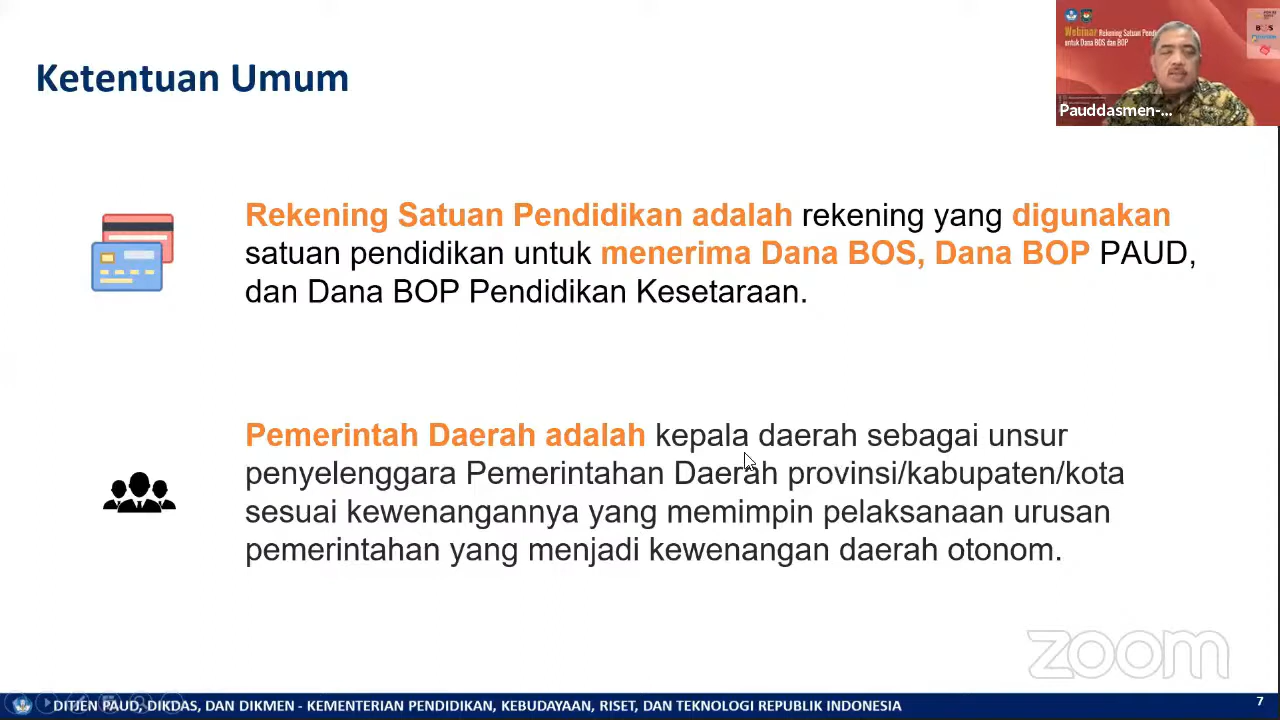 Ketentuan Umum
Webinar Rekening Satuan
untuk Dana BOS dan BOP
Pauddasmen-...
Rekening Satuan Pendidikan adalah rekening yang digunakan
satuan pendidikan untuk menerima Dana BOS, Dana BOP PAUD,
dan Dana BOP Pendidikan Kesetaraan.
Pemerintah Daerah adalah kepala daerah sebagai unsur
penyelenggara Pemerintahan Daerah provinsi/kabupaten/kota
sesuai kewenangannya yang memimpin pelaksanaan urusan
pemerintahan yang menjadi kewenangan daerah otonom.
zoom
DITJEN PAUD, DIKDAS, DAN DIKMEN - KEMENTERIAN PENDIDIKAN, KEBUDAYAAN, RISET, DAN TEKNOLOGI REPUBLIK INDONESIA
7